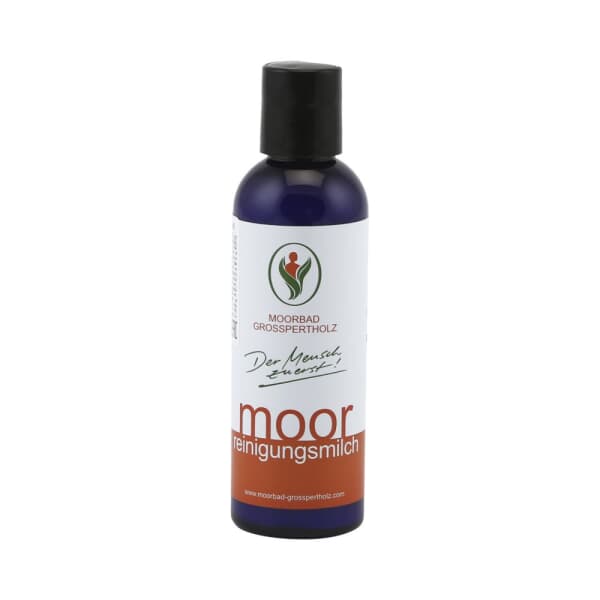 MOORBAD
GROSSPERTHOLZ
Der Mensch
zuerst!
moor
reinigungsmilch
www.moorbad-grosspertholz.com